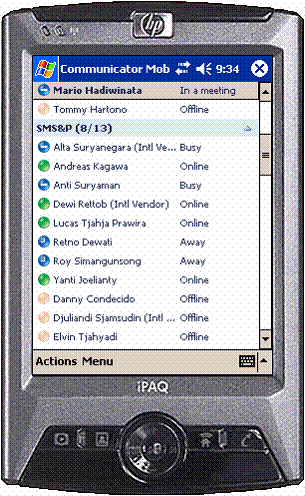 hp
Communicator Mob 9:34
Mario Hadiwinata In a meeting
Tommy Hartono Offline
SMS&P (8/13)
Alta Suryanegara (Intl Ve... Busy
Andreas Kagawa Online
Anti Suryaman Busy
Dewi Rettob (Intl Vendor) Online
Lucas Tjahja Prawira Online
Retno Dewati Away
Roy Simangunsong Away
Yanti Joelianty Online
Danny Condecido Offline
Djuliandi Sjamsudin (Intl ... Offline
Elvin Tjahyadi Offline
Actions Menu
iPAQ